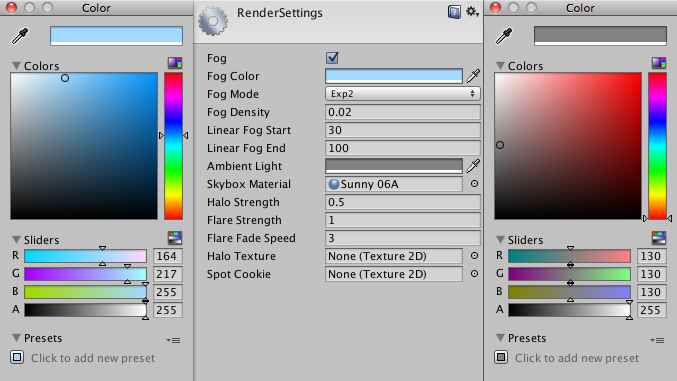 Color
Colors
Sliders
R 164
G 217
B 255
A 255
Presets
Click to add new preset
RenderSettings
Fog
Fog Color
Fog Mode Exp2
Fog Density 0.02
Linear Fog Start 30
Linear Fog End 100
Ambient Light
Skybox Material Sunny 06A
Halo Strength 0.5
Flare Strength 1
Flare Fade Speed 3
Halo Texture None (Texture 2D)
Spot Cookie None (Texture 2D)
Color
Colors
Sliders
R 130
G 130
B 130
A 255
Presets
Click to add new preset